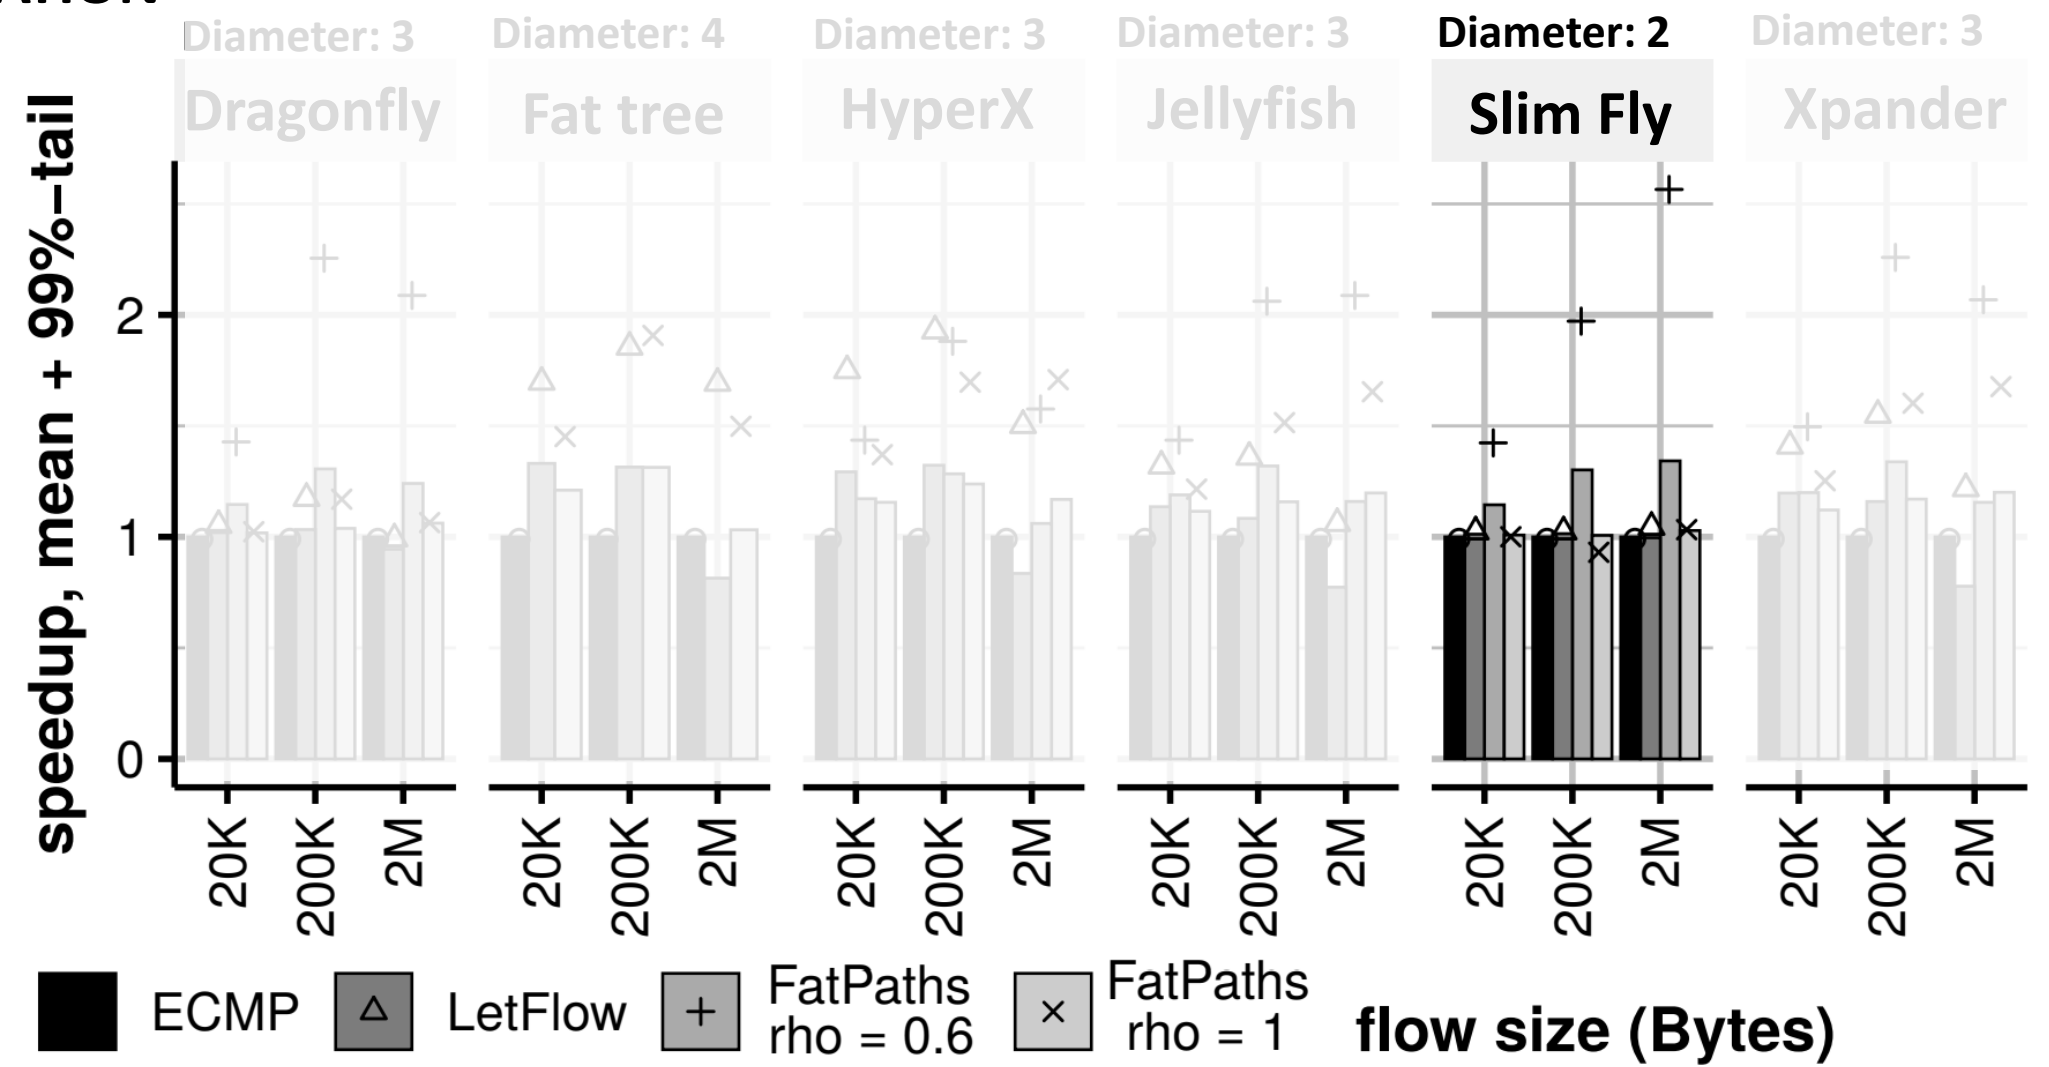 Diameter: 3 Diameter: 4 Diameter: 3 Diameter: 3 Diameter: 2 Diameter: 3
Dragonfly Fat tree HyperX Jellyfish Slim Fly Xpander
speedup, mean + 99%−tail
2
1
0
20K 200K 2M 20K 200K 2M 20K 200K 2M 20K 200K 2M 20K 200K 2M 20K 200K 2M
ECMP LetFlow FatPaths rho = 0.6 FatPaths rho = 1
flow size (Bytes)